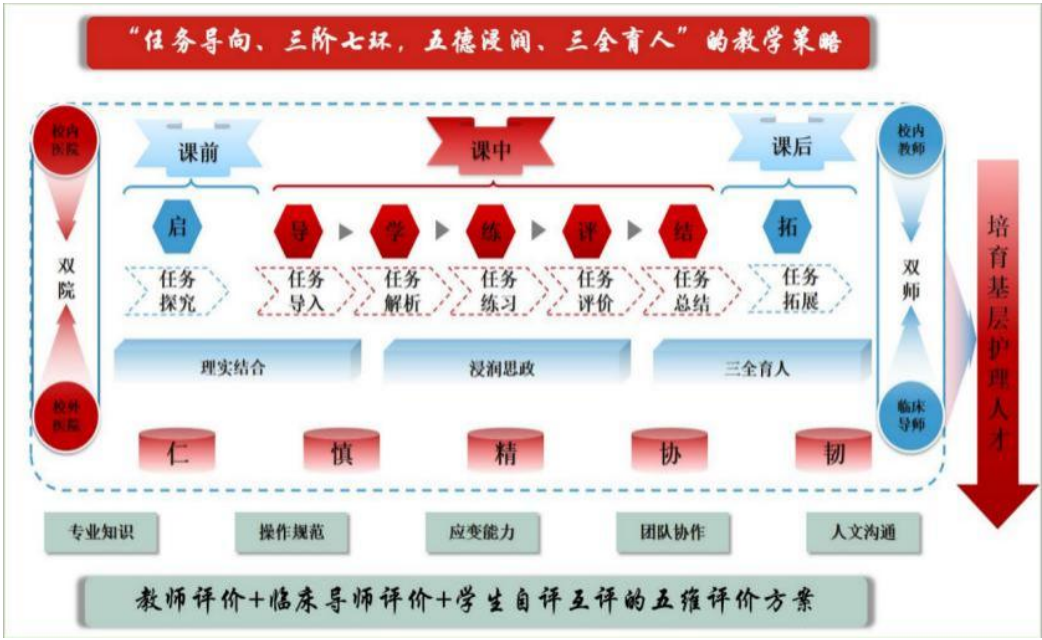 “任务导向、三阶七环，五德浸润、三全育人”的教学策略
校内
医院
课前
课中
课后
校内
教师
启
导
学
练
评
结
拓
任务
探究
任务
导入
任务
解析
任务
练习
任务
评价
任务
总结
任务
拓展
双
院
双
师
培育基层护理人才
理实结合
浸润思政
三全育人
校外
医院
临床
导师
仁
慎
精
协
韧
专业知识
操作规范
应变能力
团队协作
人文沟通
教师评价+临床导师评价+学生自评互评的五维评价方案